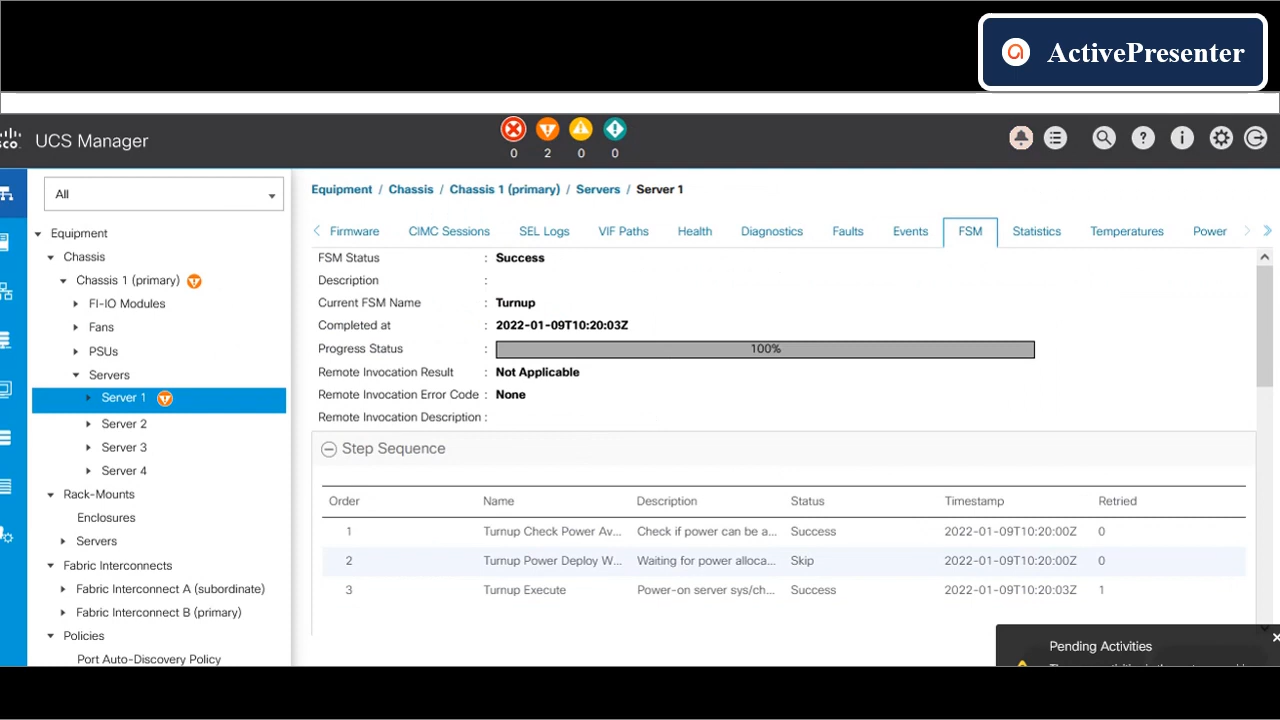 ActivePresenter
UCS Manager
0 2 0 0
All
Equipment / Chassis / Chassis 1 (primary) / Servers / Server 1
Firmware CIMC Sessions SEL Logs VIF Paths Health Diagnostics Faults Events FSM Statistics Temperatures Power
Equipment
Chassis
Chassis 1 (primary)
FI-IO Modules
Fans
PSUs
Servers
Server 1
Server 2
Server 3
Server 4
Rack-Mounts
Enclosures
Servers
Fabric Interconnects
Fabric Interconnect A (subordinate)
Fabric Interconnect B (primary)
Policies
Port Auto-Discovery Policy
FSM Status : Success
Description :
Current FSM Name : Turnup
Completed at : 2022-01-09T10:20:03Z
Progress Status : 100%
Remote Invocation Result : Not Applicable
Remote Invocation Error Code : None
Remote Invocation Description :
Step Sequence
Order Name Description Status Timestamp Retried
1 Turnup Check Power Av... Check if power can be a... Success 2022-01-09T10:20:00Z 0
2 Turnup Power Deploy W... Waiting for power alloca... Skip 2022-01-09T10:20:00Z 0
3 Turnup Execute Power-on server sys/ch... Success 2022-01-09T10:20:03Z 1
Pending Activities